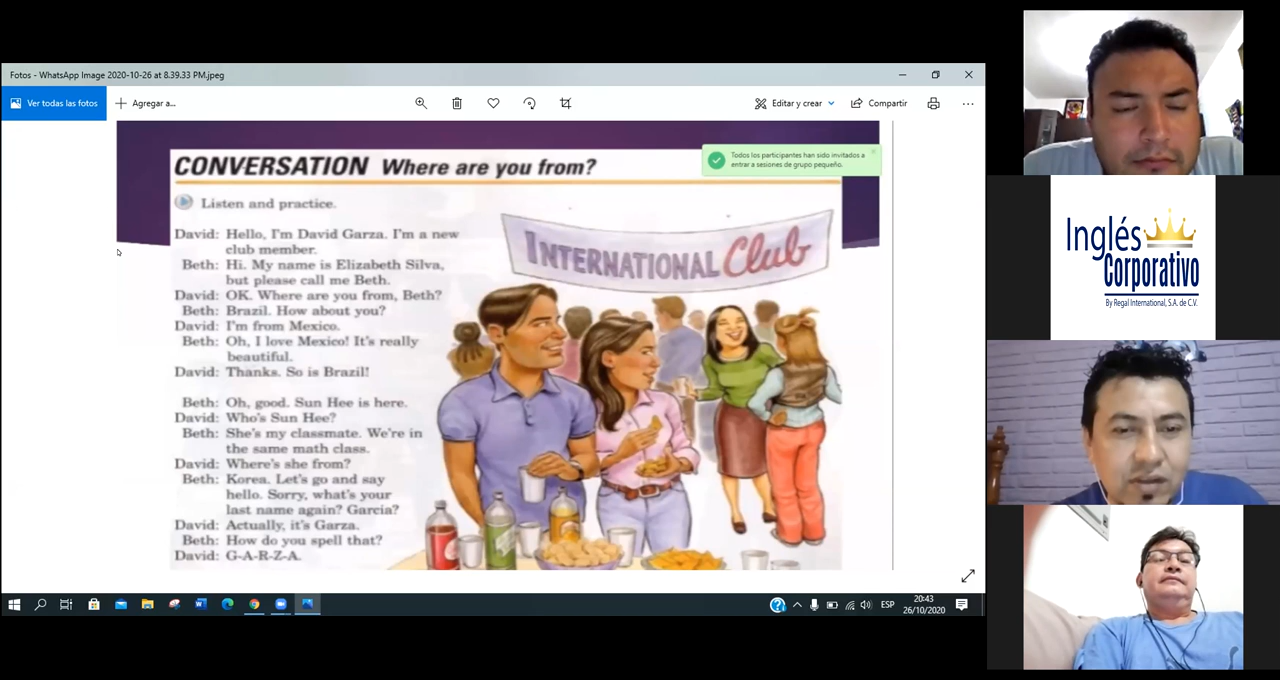 Fotos - WhatsApp Image 2020-10-26 at 8.39.33 PM.jpeg
Ver todas las fotos
Agregar a...
Editar y crear
Compartir
CONVERSATION Where are you from?
Todos los participantes han sido invitados a
entrar a sesiones de grupo pequeño.
Listen and practice.
David: Hello, I'm David Garza. I'm a new
club member.
Beth: Hi. My name is Elizabeth Silva,
but please call me Beth.
David: OK. Where are you from, Beth?
Beth: Brazil. How about you?
David: I'm from Mexico.
Beth: Oh, I love Mexico! It's really
beautiful.
David: Thanks. So is Brazil!
Beth: Oh, good. Sun Hee is here.
David: Who's Sun Hee?
Beth: She's my classmate. We're in
the same math class.
David: Where's she from?
Beth: Korea. Let's go and say
hello. Sorry, what's your
last name again? Garcia?
David: Actually, it's Garza.
Beth: How do you spell that?
David: G-A-R-Z-A.
INTERNATIONAL Club
ESP
20:43
26/10/2020
Inglés
Corporativo
By Regal International, S.A. de C.V.